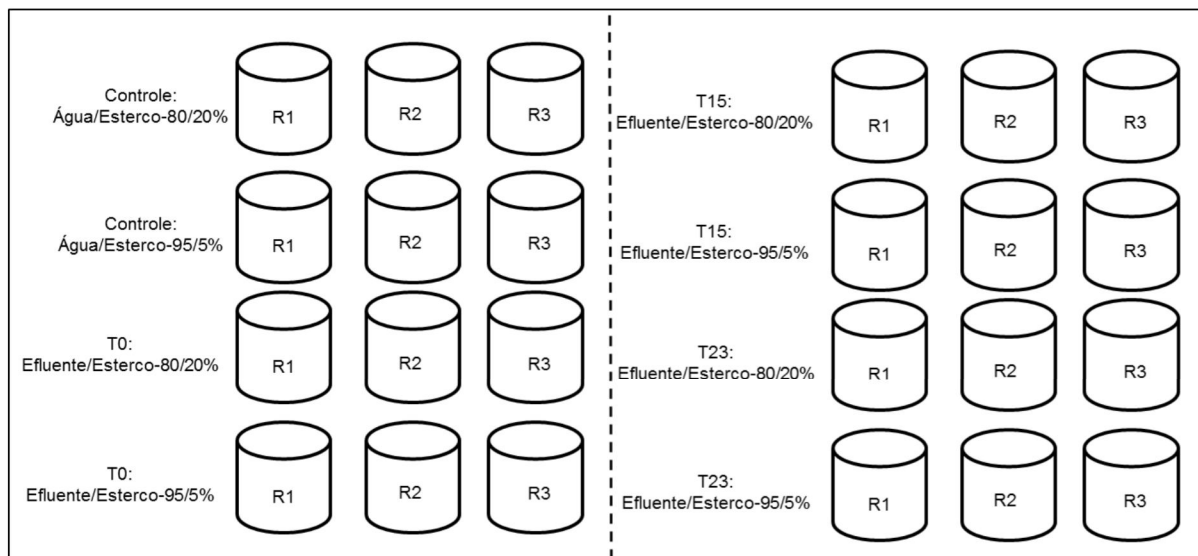 Controle:
Água/Esterco-80/20%
R1
R2
R3
Controle:
Água/Esterco-95/5%
R1
R2
R3
T0:
Efluente/Esterco-80/20%
R1
R2
R3
T0:
Efluente/Esterco-95/5%
R1
R2
R3
T15:
Efluente/Esterco-80/20%
R1
R2
R3
T15:
Efluente/Esterco-95/5%
R1
R2
R3
T23:
Efluente/Esterco-80/20%
R1
R2
R3
T23:
Efluente/Esterco-95/5%
R1
R2
R3